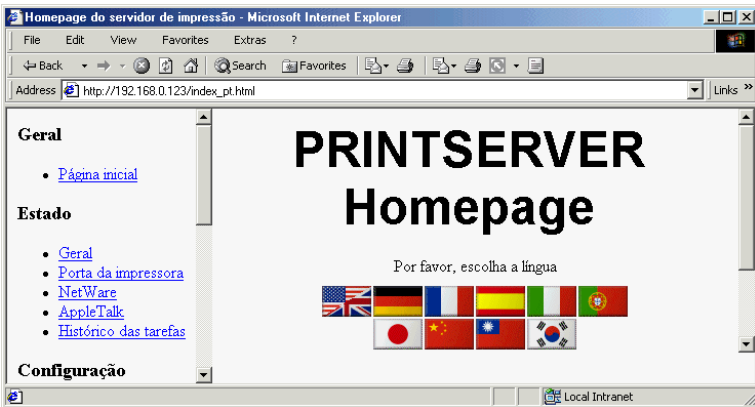 Homepage do servidor de impressão - Microsoft Internet Explorer
File Edit View Favorites Extras ?
Back Search Favorites
Address http://192.168.0.123/index_pt.html Links »
Geral
Página inicial
Estado
Geral
Porta da impressora
NetWare
AppleTalk
Histórico das tarefas
Configuração
PRINTSERVER
Homepage
Por favor, escolha a língua
Local Intranet